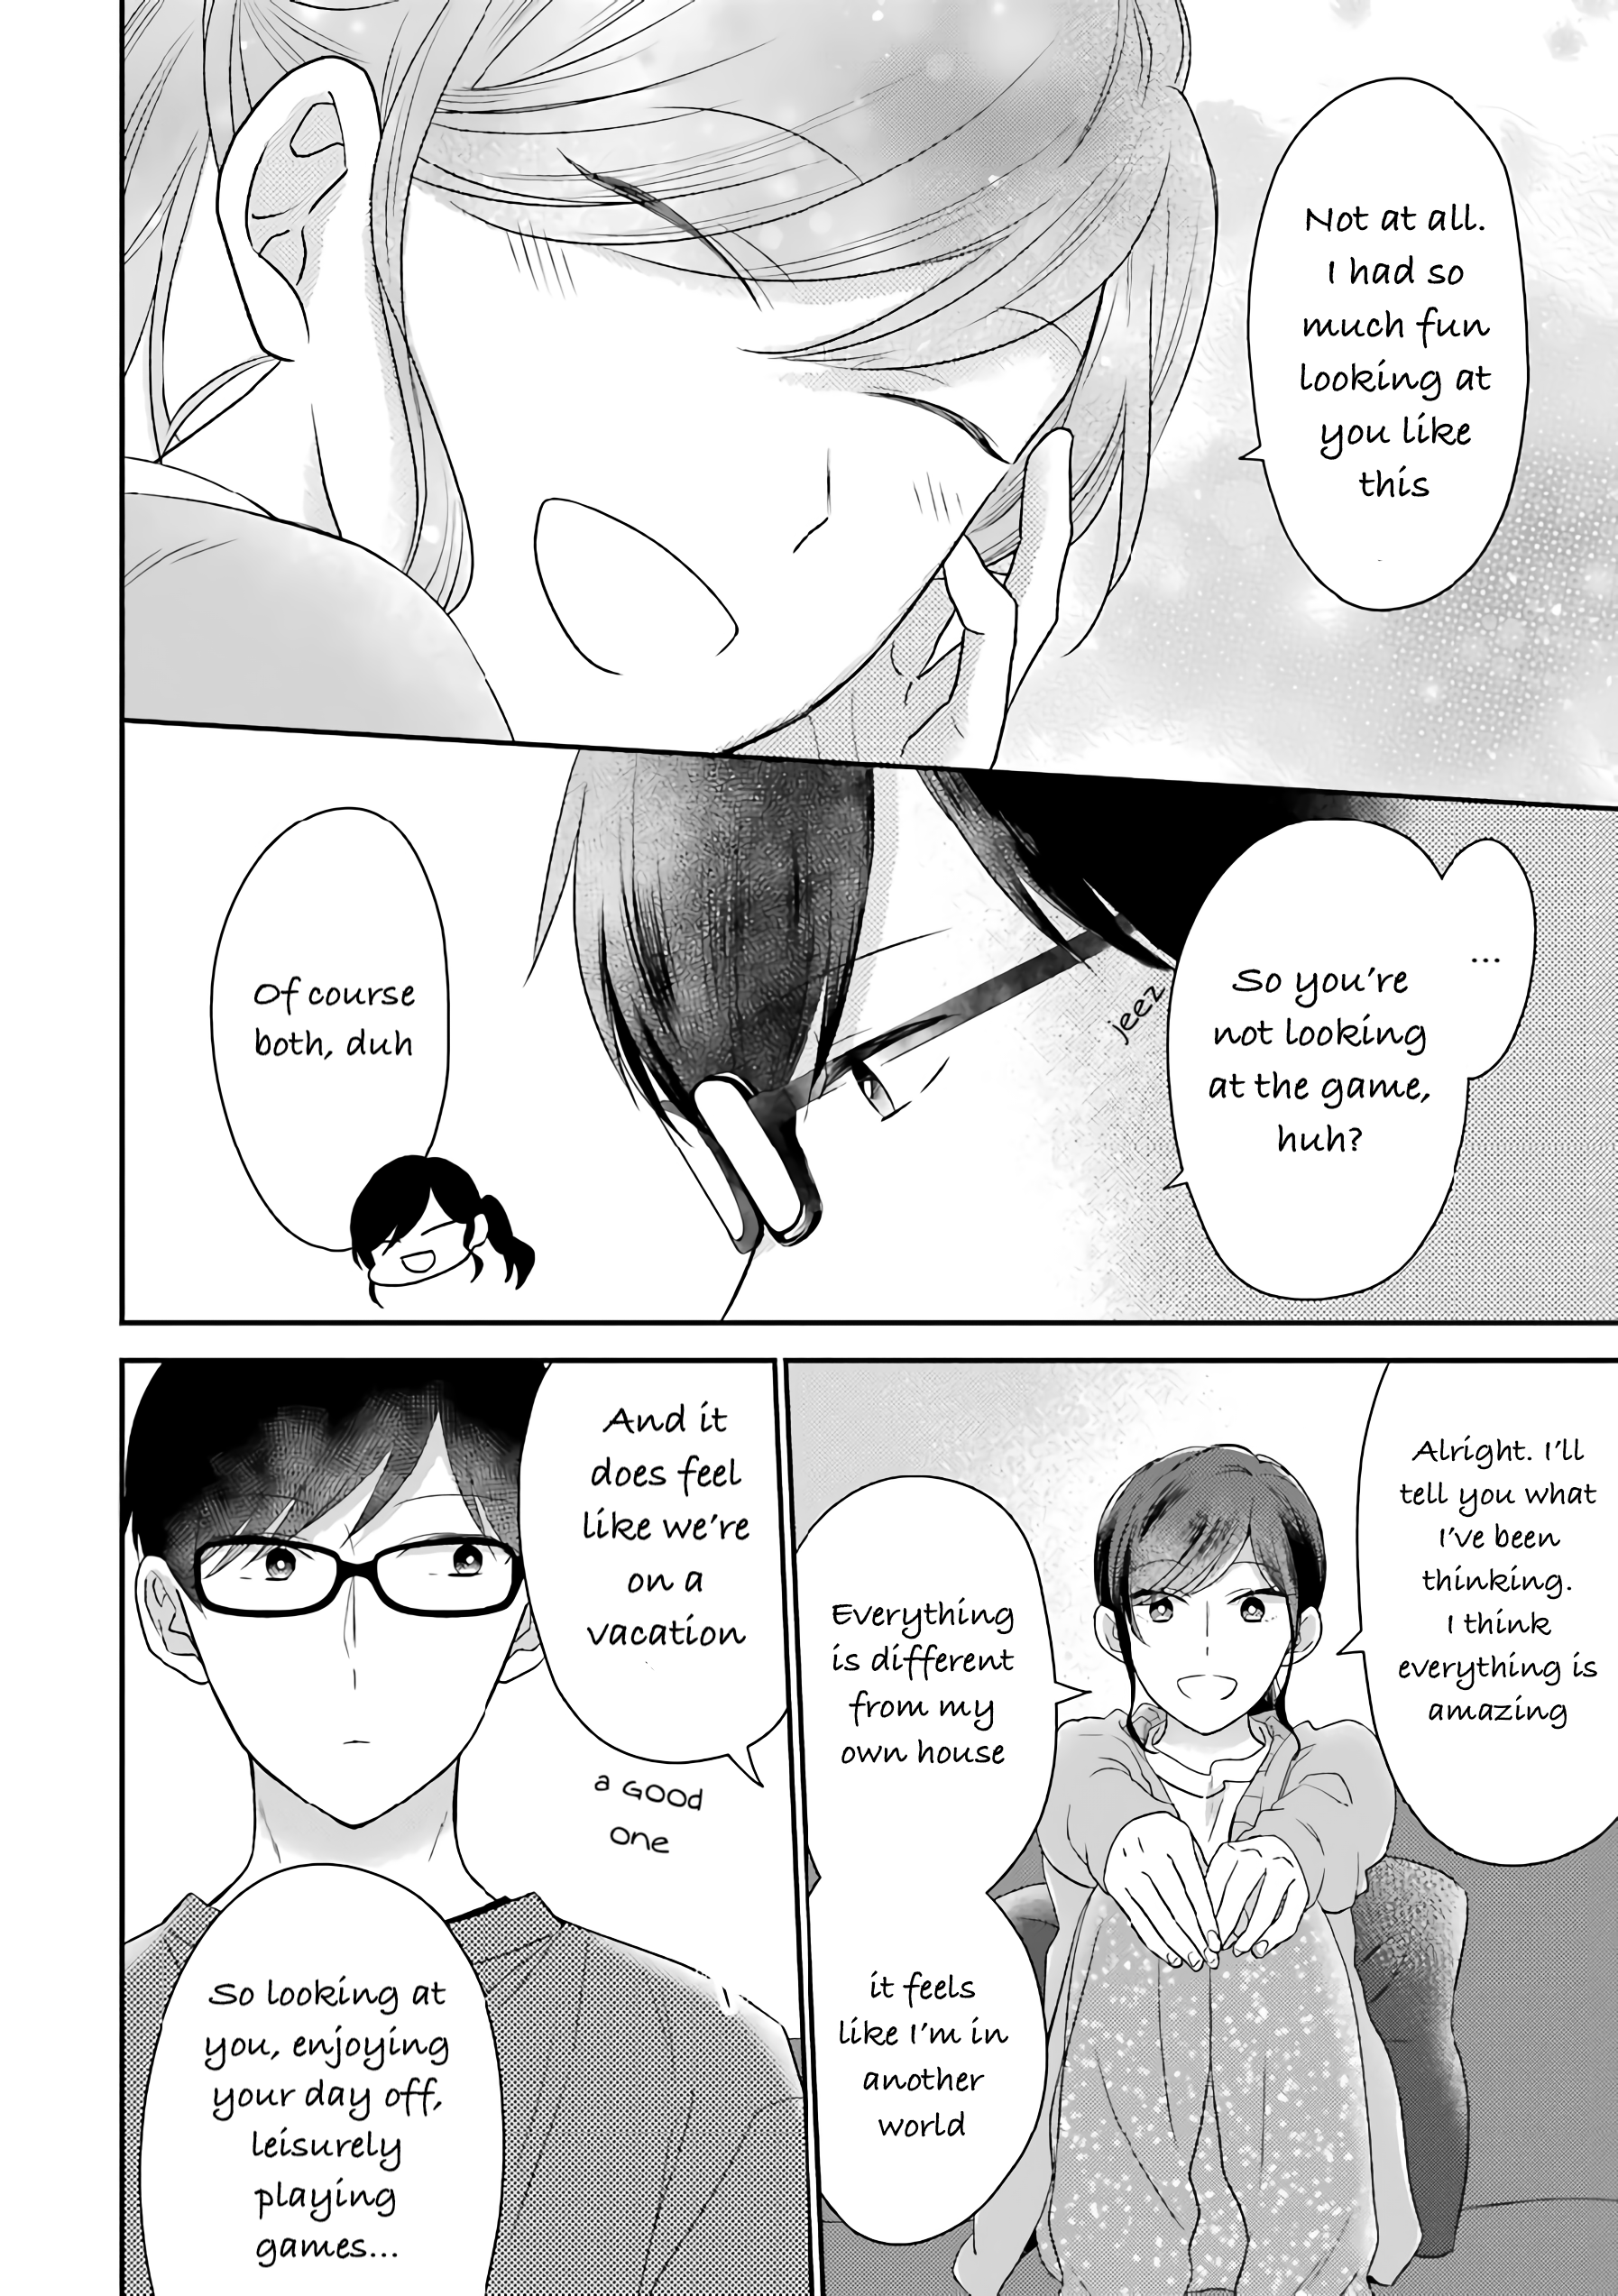 Not at all.
I had so
much fun
looking at
you like
this
...
So you're
not looking
at the game,
huh?
jeez
Of course
both, duh
Alright. I'll
tell you what
I've been
thinking.
I think
everything is
amazing
Everything
is different
from my
own house
it feels
like I'm in
another
world
And it
does feel
like we're
on a
vacation
a GOOd
One
So looking at
you, enjoying
your day off,
leisurely
playing
games...